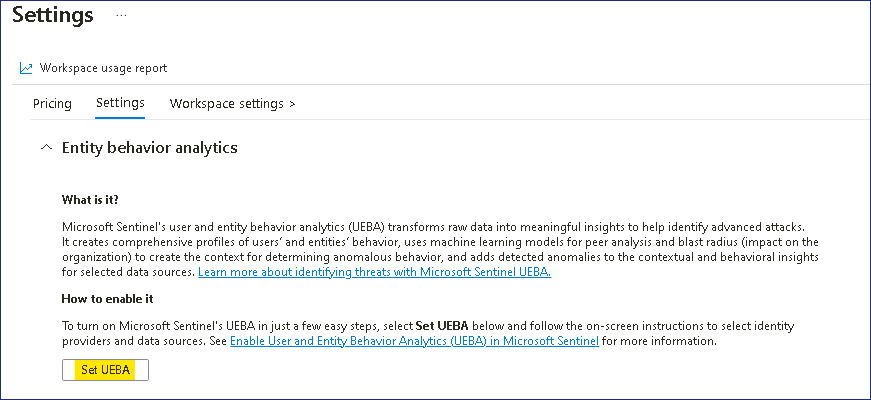 Settings ...
Workspace usage report
Pricing Settings Workspace settings >
Entity behavior analytics
What is it?
Microsoft Sentinel's user and entity behavior analytics (UEBA) transforms raw data into meaningful insights to help identify advanced attacks.
It creates comprehensive profiles of users' and entities' behavior, uses machine learning models for peer analysis and blast radius (impact on the
organization) to create the context for determining anomalous behavior, and adds detected anomalies to the contextual and behavioral insights
for selected data sources. Learn more about identifying threats with Microsoft Sentinel UEBA.
How to enable it
To turn on Microsoft Sentinel's UEBA in just a few easy steps, select Set UEBA below and follow the on-screen instructions to select identity
providers and data sources. See Enable User and Entity Behavior Analytics (UEBA) in Microsoft Sentinel for more information.
Set UEBA